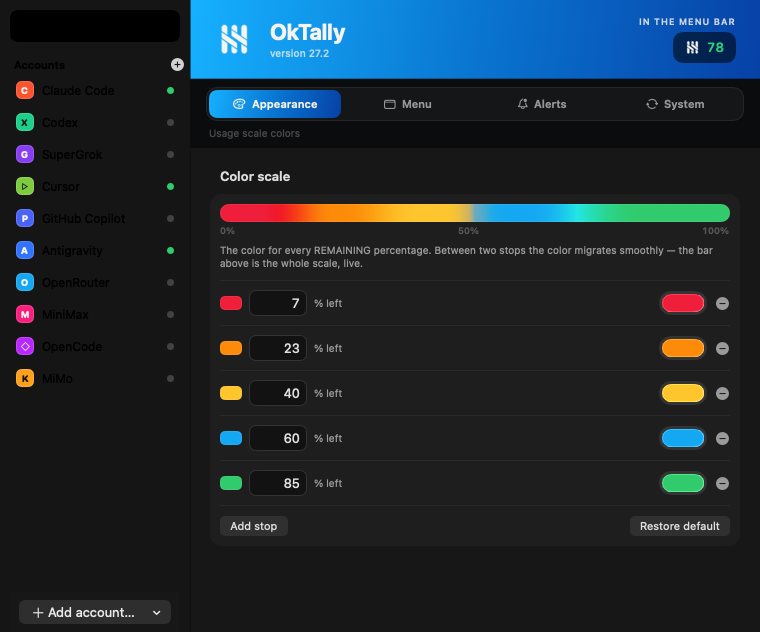 OkTally
version 27.2
IN THE MENU BAR
78
Accounts
C Claude Code
X Codex
G SuperGrok
Cursor
P GitHub Copilot
A Antigravity
O OpenRouter
M MiniMax
OpenCode
K MiMo
+ Add account...
Appearance
Menu
Alerts
System
Usage scale colors
Color scale
0% 50% 100%
The color for every REMAINING percentage. Between two stops the color migrates smoothly — the bar
above is the whole scale, live.
7 % left
23 % left
40 % left
60 % left
85 % left
Add stop
Restore default